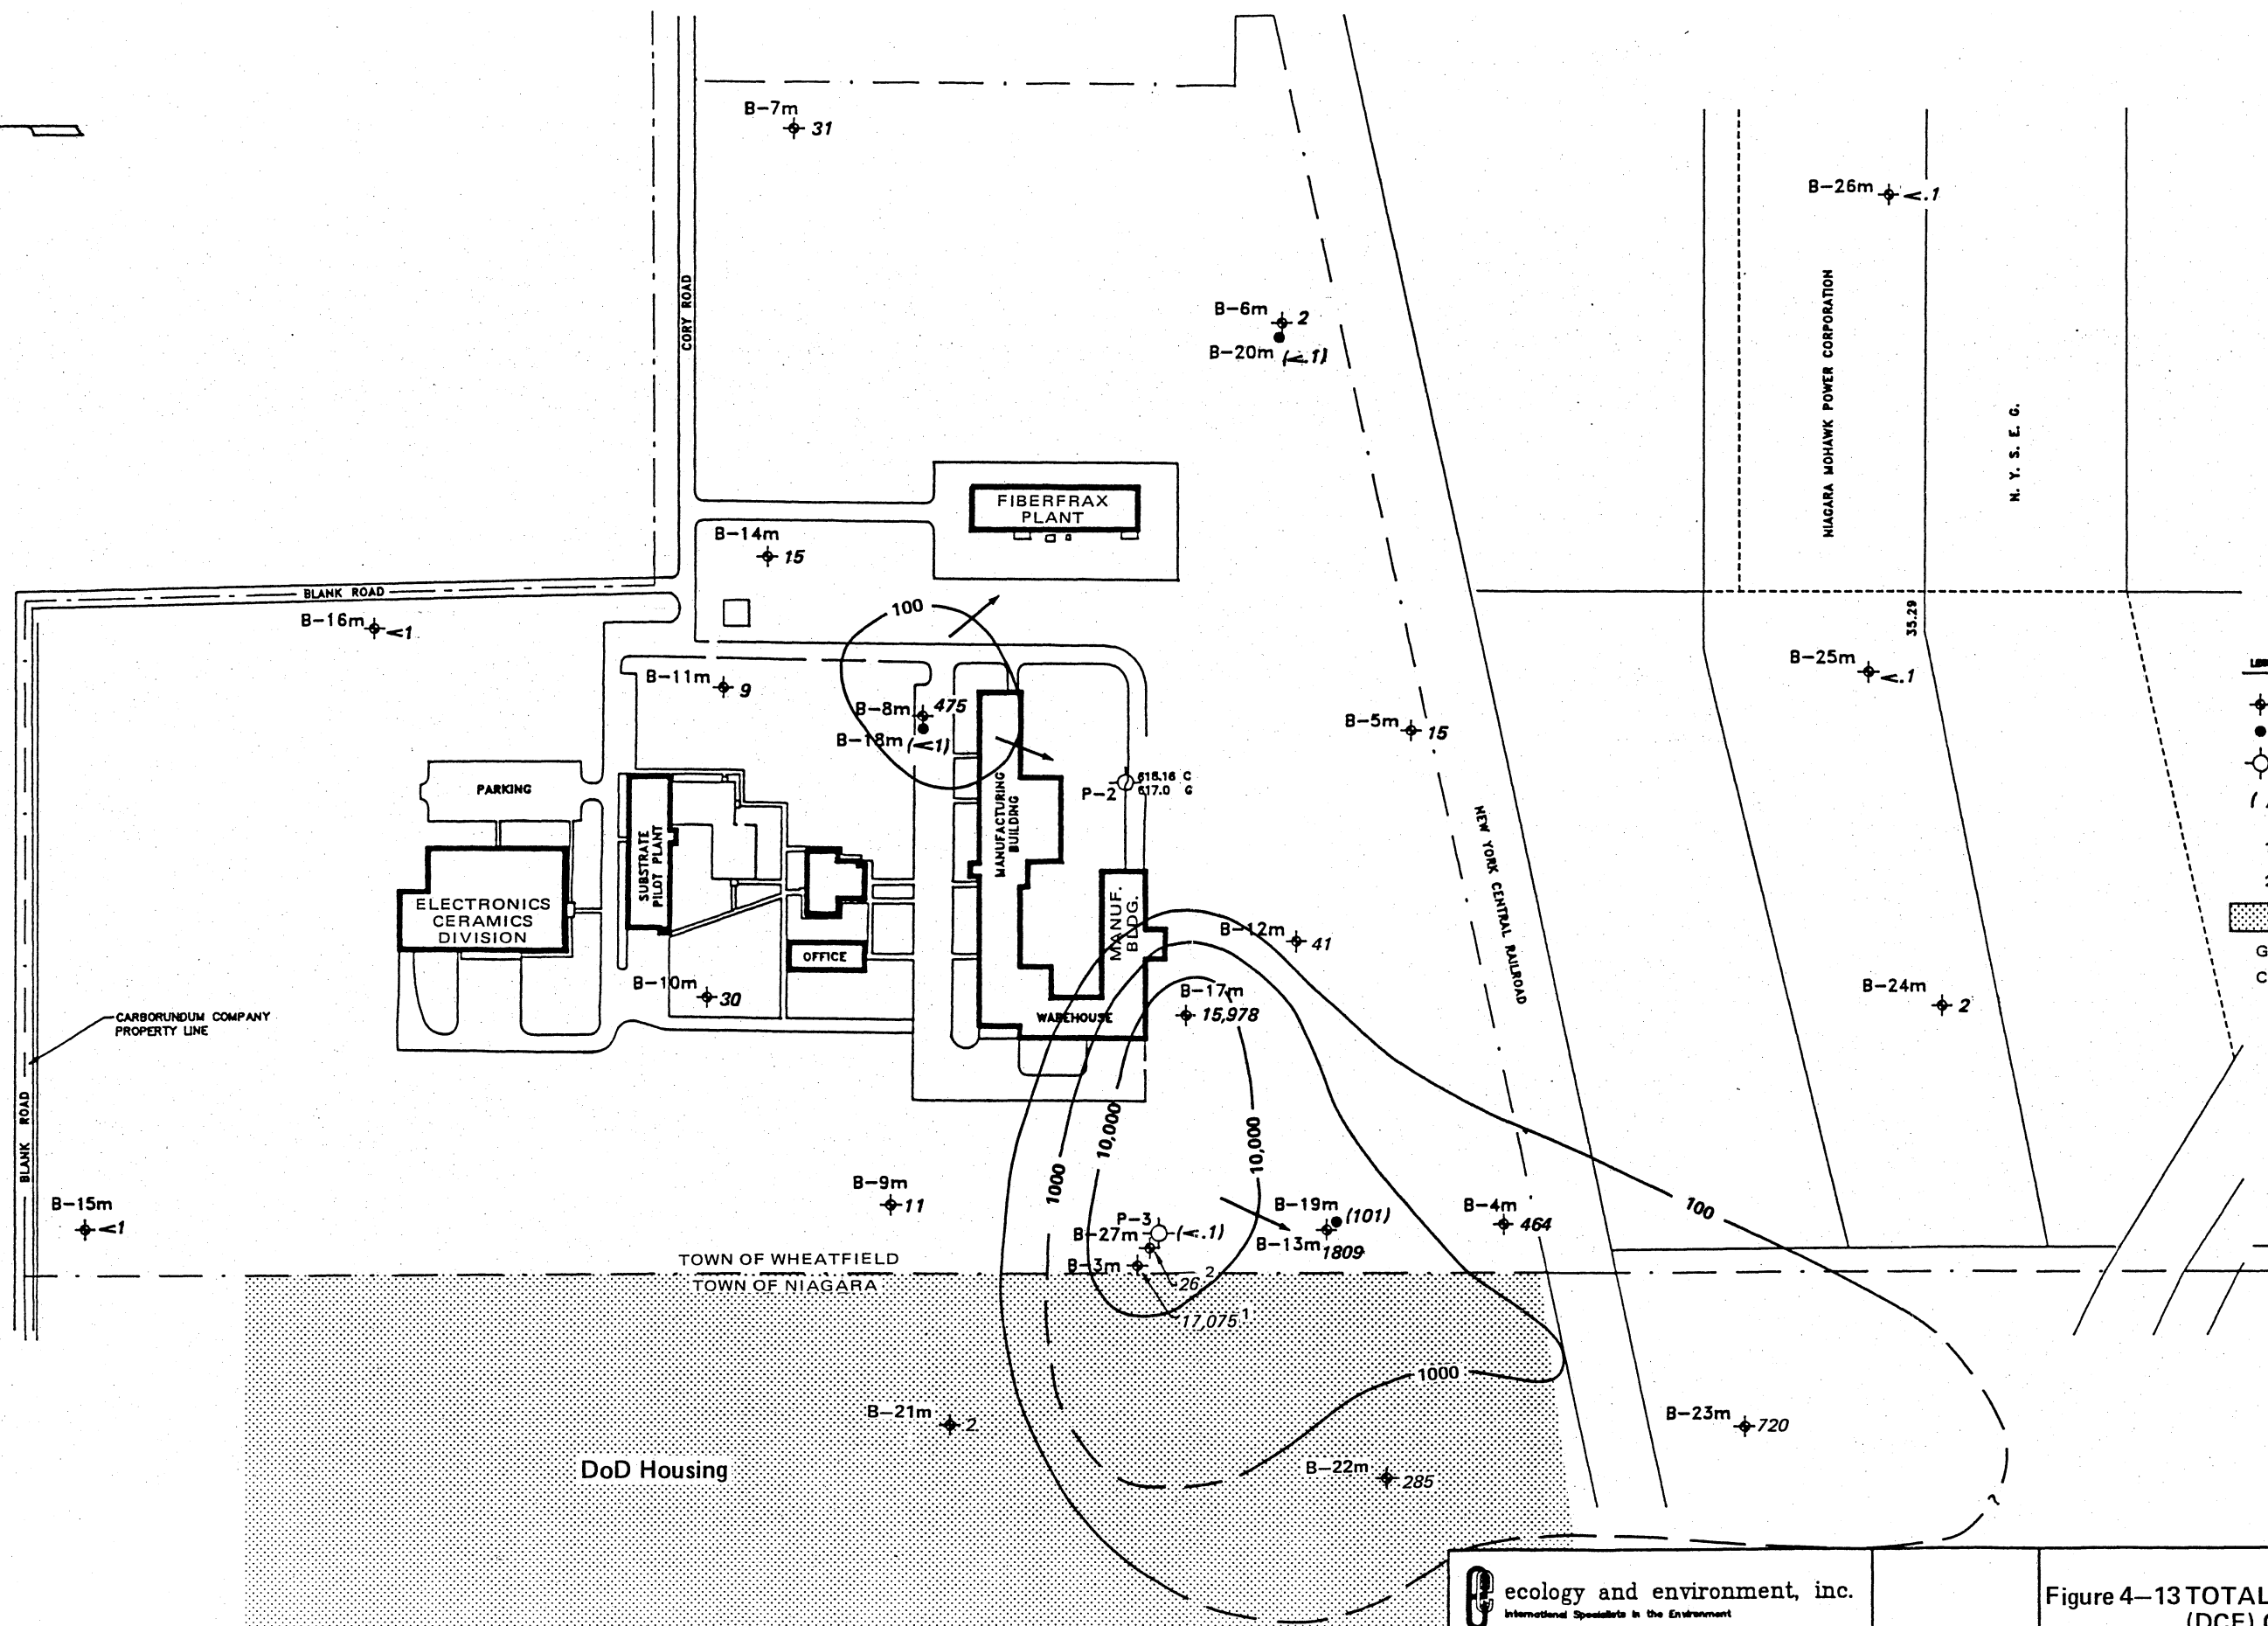 B-7m
31
B-26m
<.1
CORY ROAD
B-6m
2
B-20m (<.1)
NIAGARA MOHAWK POWER CORPORATION
N. Y. S. E. G.
FIBERFRAX
PLANT
B-14m
15
BLANK ROAD
B-16m
<1
100
35.29
B-25m
<.1
B-11m
9
B-8m
475
B-18m (<1)
B-5m
15
PARKING
MANUFACTURING
BUILDING
P-2
616.16 C
617.0 G
SUBSTRATE
PILOT PLANT
NEW YORK CENTRAL RAILROAD
ELECTRONICS
CERAMICS
DIVISION
MANUF.
BLDG.
B-12m
41
OFFICE
B-10m
30
B-17m
15,978
WAREHOUSE
B-24m
2
G
C
CARBORUNDUM COMPANY
PROPERTY LINE
BLANK ROAD
10,000
10,000
1000
B-9m
11
B-15m
<1
P-3
(<.1)
B-27m
B-3m
B-19m
(101)
B-13m
1809
B-4m
464
100
TOWN OF WHEATFIELD
TOWN OF NIAGARA
26 2
17,075 1
1000
B-21m
2
B-23m
720
DoD Housing
B-22m
285
?
ecology and environment, inc.
International Specialists in the Environment
Figure 4-13 TOTAL
(DCE)